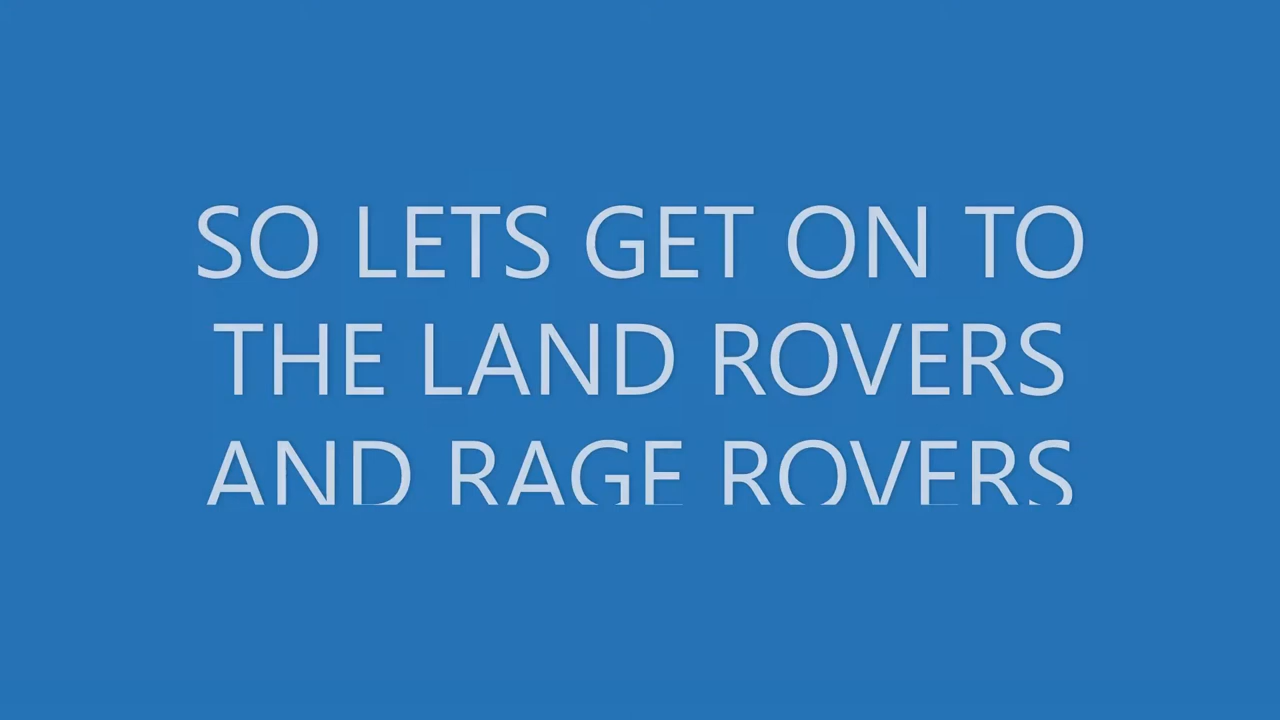 SO LETS GET ON TO
THE LAND ROVERS
AND RAGE ROVERS